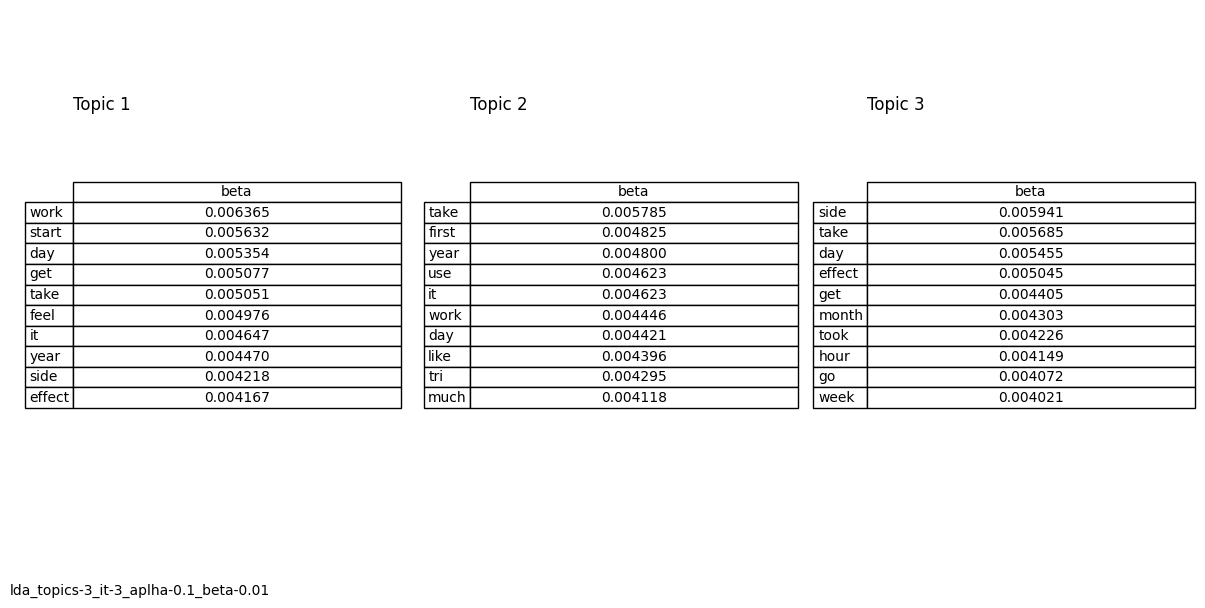 Topic 1 Topic 2 Topic 3
beta beta beta
work 0.006365 take 0.005785 side 0.005941
start 0.005632 first 0.004825 take 0.005685
day 0.005354 year 0.004800 day 0.005455
get 0.005077 use 0.004623 effect 0.005045
take 0.005051 it 0.004623 get 0.004405
feel 0.004976 work 0.004446 month 0.004303
it 0.004647 day 0.004421 took 0.004226
year 0.004470 like 0.004396 hour 0.004149
side 0.004218 tri 0.004295 go 0.004072
effect 0.004167 much 0.004118 week 0.004021
lda_topics-3_it-3_aplha-0.1_beta-0.01